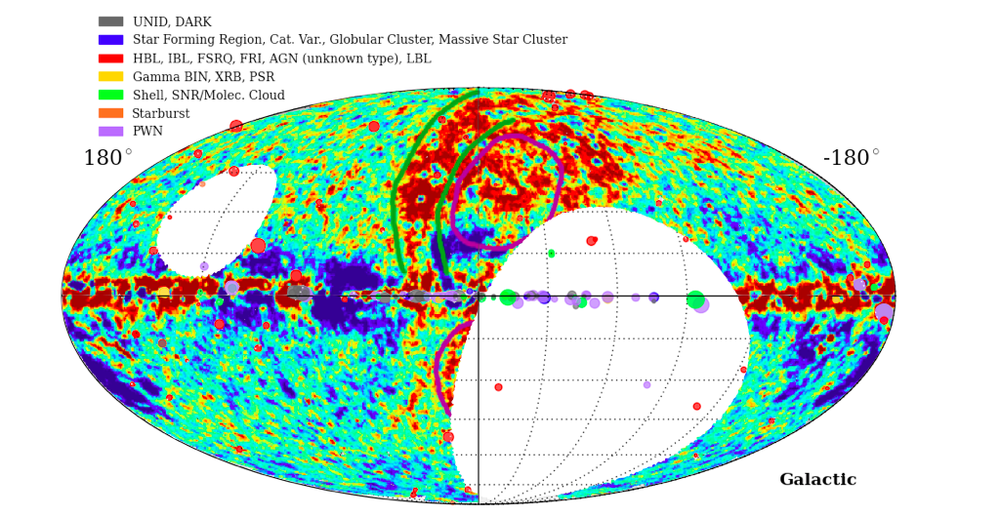 UNID, DARK
Star Forming Region, Cat. Var., Globular Cluster, Massive Star Cluster
HBL, IBL, FSRQ, FRI, AGN (unknown type), LBL
Gamma BIN, XRB, PSR
Shell, SNR/Molec. Cloud
Starburst
PWN
180°
-180°
Galactic